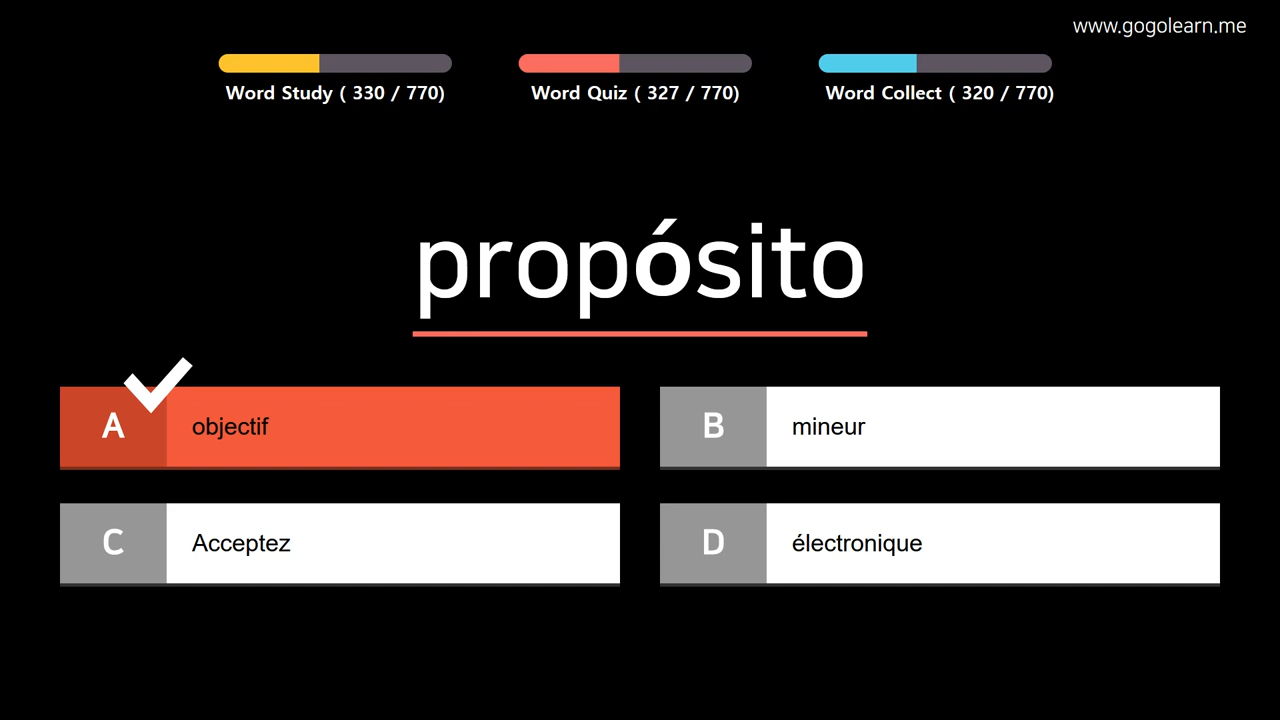 www.gogolearn.me
Word Study ( 330 / 770)
Word Quiz ( 327 / 770)
Word Collect ( 320 / 770)
propósito
A objectif
B mineur
C Acceptez
D électronique